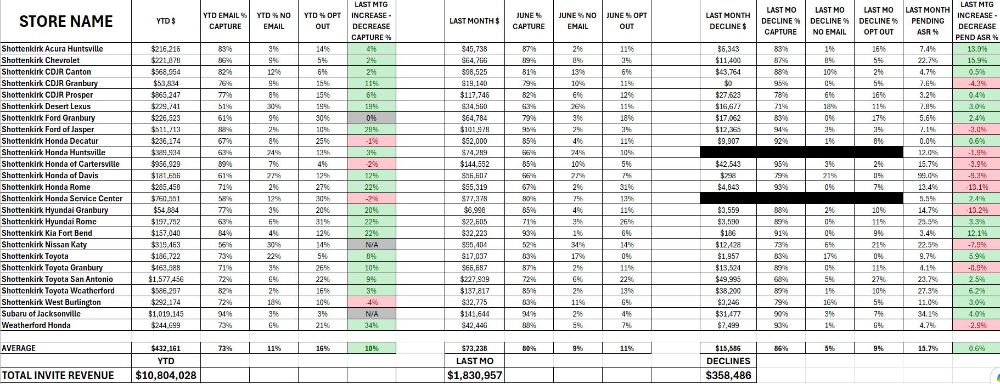 STORE NAME YTD $ YTD EMAIL % CAPTURE YTD % NO EMAIL YTD % OPT OUT LAST MTG INCREASE - DECREASE CAPTURE % LAST MONTH $ JUNE % CAPTURE JUNE % NO EMAIL JUNE % OPT OUT LAST MONTH DECLINE $ LAST MO DECLINE % CAPTURE LAST MO DECLINE % NO EMAIL LAST MO DECLINE % OPT OUT LAST MONTH PENDING ASR % LAST MTG INCREASE - DECREASE PEND ASR %
Shottenkirk Acura Huntsville $216,216 83% 3% 14% 4% $45,738 87% 2% 11% $6,343 83% 1% 16% 7.4% 13.9%
Shottenkirk Chevrolet $221,878 86% 9% 5% 2% $64,766 89% 8% 3% $11,400 87% 8% 5% 22.7% 15.9%
Shottenkirk CDJR Canton $568,954 82% 12% 6% 2% $98,525 81% 13% 6% $43,764 88% 10% 2% 4.7% 0.5%
Shottenkirk CDJR Granbury $53,834 76% 9% 15% 11% $19,140 79% 10% 11% $0 95% 0% 5% 7.6% -4.3%
Shottenkirk CDJR Prosper $865,247 77% 8% 15% 6% $117,746 82% 6% 12% $27,623 78% 6% 16% 3.2% 0.4%
Shottenkirk Desert Lexus $229,741 51% 30% 19% 19% $34,560 63% 26% 11% $16,677 71% 18% 11% 7.8% 3.0%
Shottenkirk Ford Granbury $226,523 61% 9% 30% 0% $64,784 79% 3% 18% $17,062 83% 0% 17% 5.6% 2.4%
Shottenkirk Ford of Jasper $511,713 88% 2% 10% 28% $101,978 95% 2% 3% $12,365 94% 3% 3% 7.1% -3.0%
Shottenkirk Honda Decatur $236,174 67% 8% 25% -1% $52,000 85% 4% 11% $9,907 92% 1% 8% 0.0% 0.6%
Shottenkirk Honda Huntsville $389,934 63% 24% 13% 3% $74,289 66% 24% 10% 12.0% -1.9%
Shottenkirk Honda of Cartersville $956,929 89% 7% 4% -2% $144,552 85% 10% 5% $42,543 95% 3% 2% 15.7% -3.9%
Shottenkirk Honda of Davis $181,656 61% 27% 12% 12% $56,607 66% 27% 7% $298 79% 21% 0% 99.0% -9.3%
Shottenkirk Honda Rome $285,458 71% 2% 27% 22% $55,319 67% 2% 31% $4,843 93% 0% 7% 13.4% -13.1%
Shottenkirk Honda Service Center $760,551 58% 12% 30% -2% $77,378 80% 7% 13% 5.5% 2.4%
Shottenkirk Hyundai Granbury $54,884 77% 3% 20% 20% $6,998 85% 4% 11% $3,559 88% 2% 10% 14.7% -13.2%
Shottenkirk Hyundai Rome $197,752 63% 6% 31% 22% $22,605 71% 3% 26% $3,590 89% 0% 11% 25.5% 3.3%
Shottenkirk Kia Fort Bend $157,040 84% 4% 12% 22% $32,223 93% 1% 6% $186 91% 0% 9% 3.4% 12.1%
Shottenkirk Nissan Katy $319,463 56% 30% 14% N/A $95,404 52% 34% 14% $12,428 73% 6% 21% 22.5% -7.9%
Shottenkirk Toyota $186,722 73% 22% 5% 8% $17,037 83% 17% 0% $1,957 83% 17% 0% 9.7% 5.9%
Shottenkirk Toyota Granbury $463,588 71% 3% 26% 10% $66,687 87% 2% 11% $13,524 89% 0% 11% 4.1% -0.9%
Shottenkirk Toyota San Antonio $1,577,456 72% 6% 22% 9% $227,939 72% 6% 22% $49,995 68% 5% 27% 23.7% 2.5%
Shottenkirk Toyota Weatherford $586,297 82% 2% 16% 3% $137,817 85% 2% 13% $38,200 89% 1% 10% 27.3% 6.2%
Shottenkirk West Burlington $292,174 72% 18% 10% -4% $32,775 83% 11% 6% $3,246 79% 16% 5% 11.0% 3.0%
Subaru of Jacksonville $1,019,145 94% 3% 3% N/A $141,644 94% 2% 4% $31,477 90% 3% 7% 34.1% 4.0%
Weatherford Honda $244,699 73% 6% 21% 34% $42,446 88% 5% 7% $7,499 93% 1% 6% 4.7% -2.9%
AVERAGE $432,161 73% 11% 16% 10% $73,238 80% 9% 11% $15,586 86% 5% 9% 15.7% 0.6%
YTD LAST MO DECLINES
TOTAL INVITE REVENUE $10,804,028 $1,830,957 $358,486